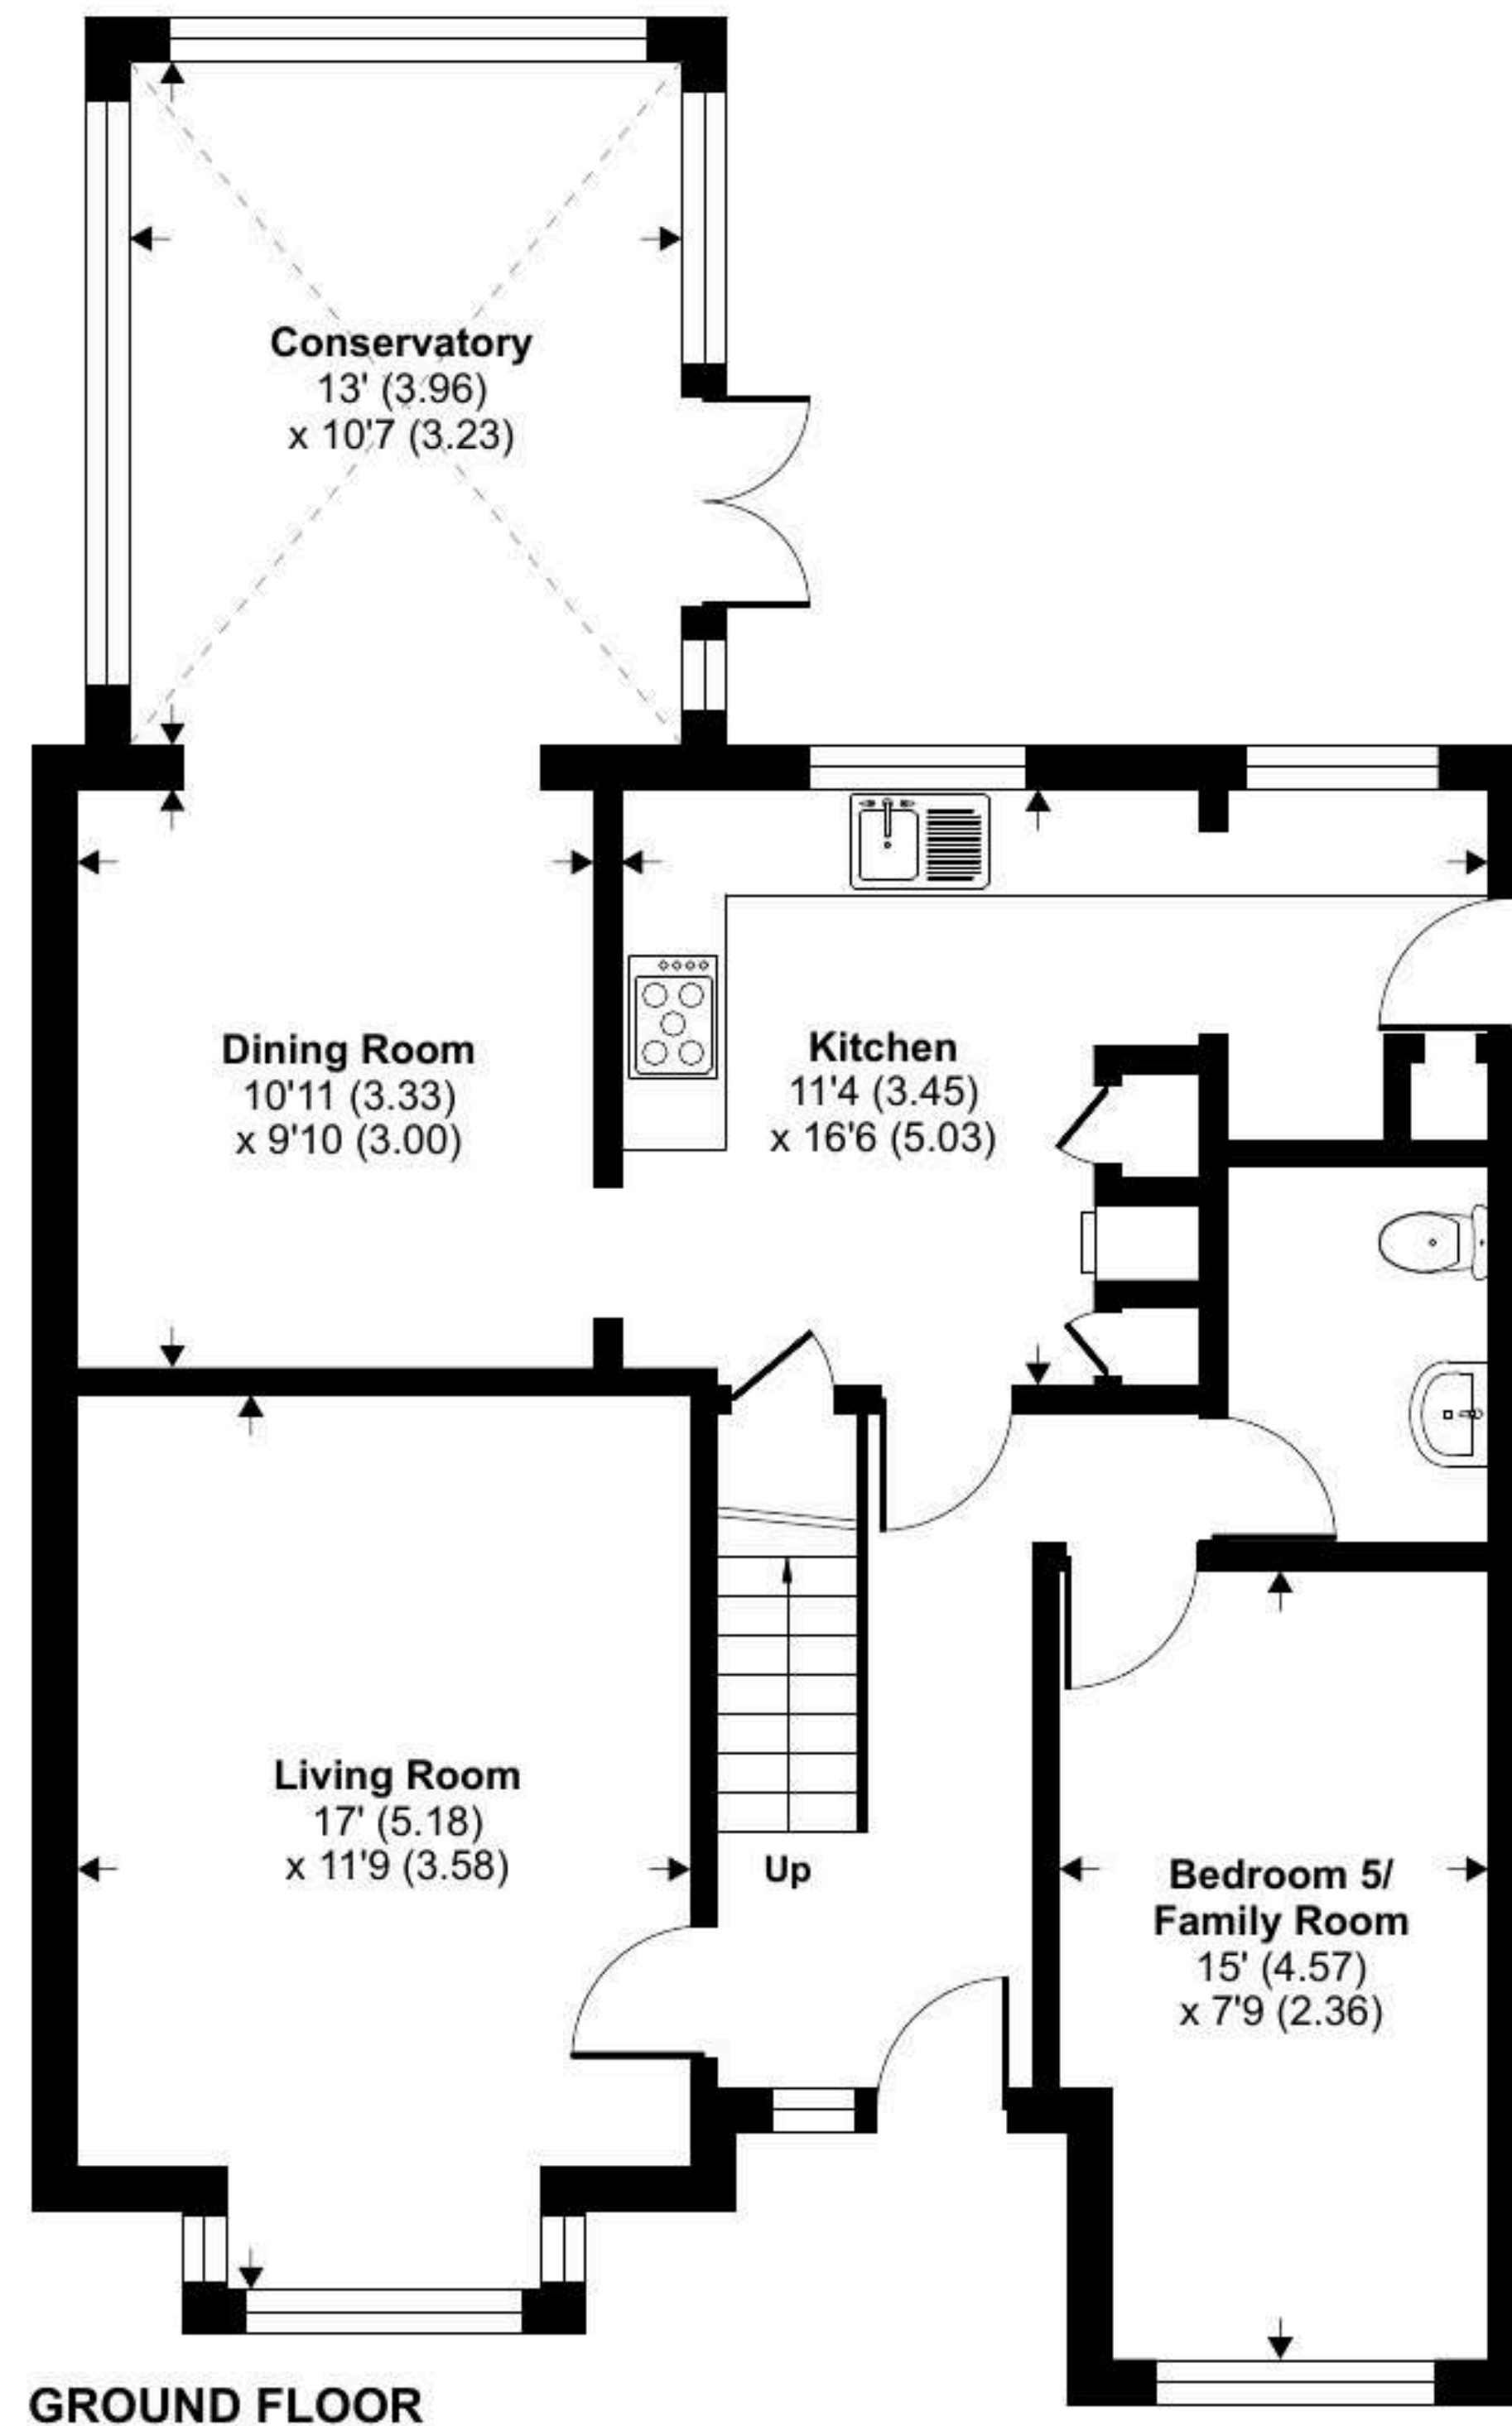 Conservatory
13' (3.96)
x 10'7 (3.23)
Dining Room
10'11 (3.33)
x 9'10 (3.00)
Kitchen
11'4 (3.45)
x 16'6 (5.03)
Living Room
17' (5.18)
x 11'9 (3.58)
Up
Bedroom 5/
Family Room
15' (4.57)
x 7'9 (2.36)
GROUND FLOOR